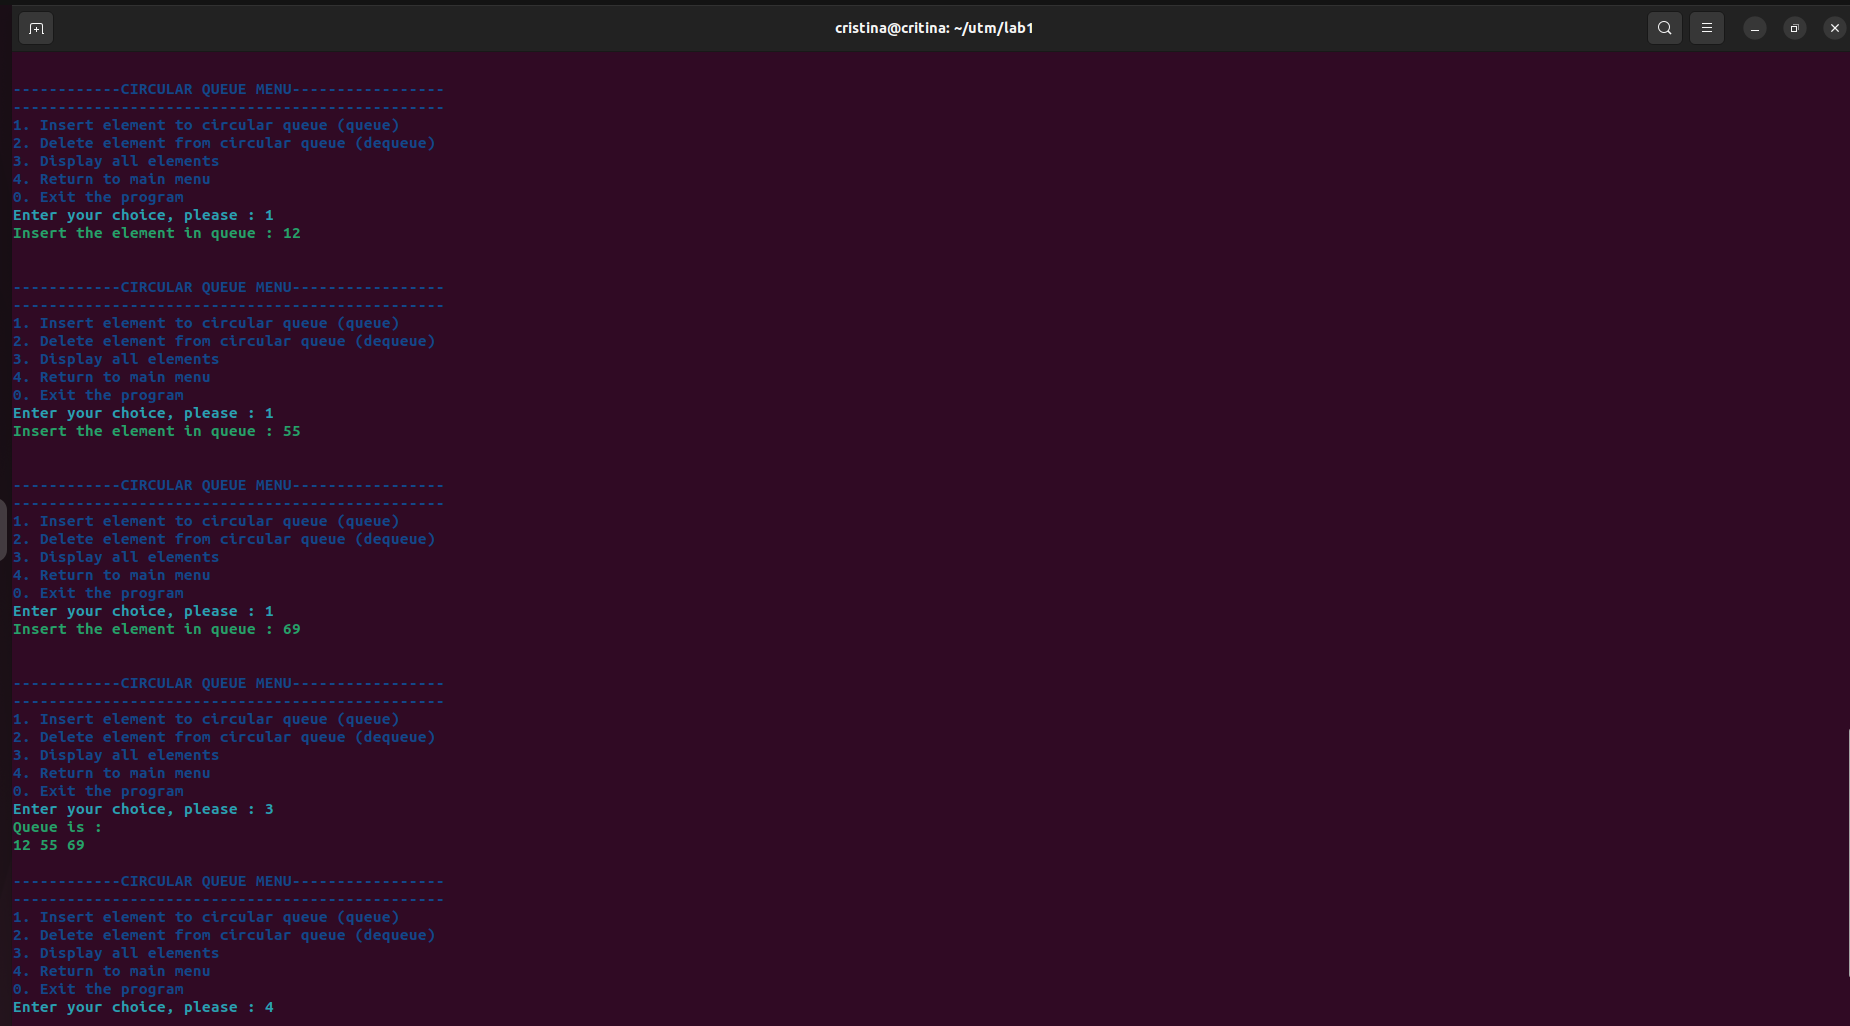 cristina@critina: ~/utm/lab1
------------CIRCULAR QUEUE MENU-----------------
------------------------------------------------
1. Insert element to circular queue (queue)
2. Delete element from circular queue (dequeue)
3. Display all elements
4. Return to main menu
0. Exit the program
Enter your choice, please : 1
Insert the element in queue : 12
------------CIRCULAR QUEUE MENU-----------------
------------------------------------------------
1. Insert element to circular queue (queue)
2. Delete element from circular queue (dequeue)
3. Display all elements
4. Return to main menu
0. Exit the program
Enter your choice, please : 1
Insert the element in queue : 55
------------CIRCULAR QUEUE MENU-----------------
------------------------------------------------
1. Insert element to circular queue (queue)
2. Delete element from circular queue (dequeue)
3. Display all elements
4. Return to main menu
0. Exit the program
Enter your choice, please : 1
Insert the element in queue : 69
------------CIRCULAR QUEUE MENU-----------------
------------------------------------------------
1. Insert element to circular queue (queue)
2. Delete element from circular queue (dequeue)
3. Display all elements
4. Return to main menu
0. Exit the program
Enter your choice, please : 3
Queue is :
12 55 69
------------CIRCULAR QUEUE MENU-----------------
------------------------------------------------
1. Insert element to circular queue (queue)
2. Delete element from circular queue (dequeue)
3. Display all elements
4. Return to main menu
0. Exit the program
Enter your choice, please : 4